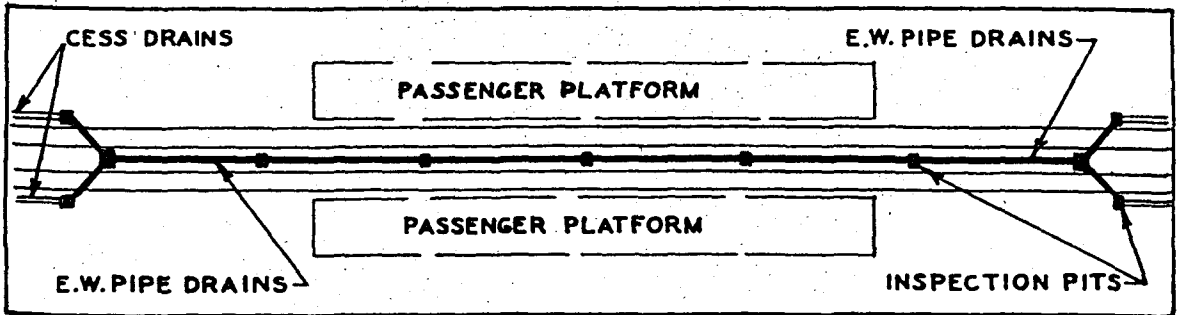 CESS DRAINS
E.W. PIPE DRAINS
PASSENGER PLATFORM
PASSENGER PLATFORM
E.W. PIPE DRAINS
INSPECTION PITS